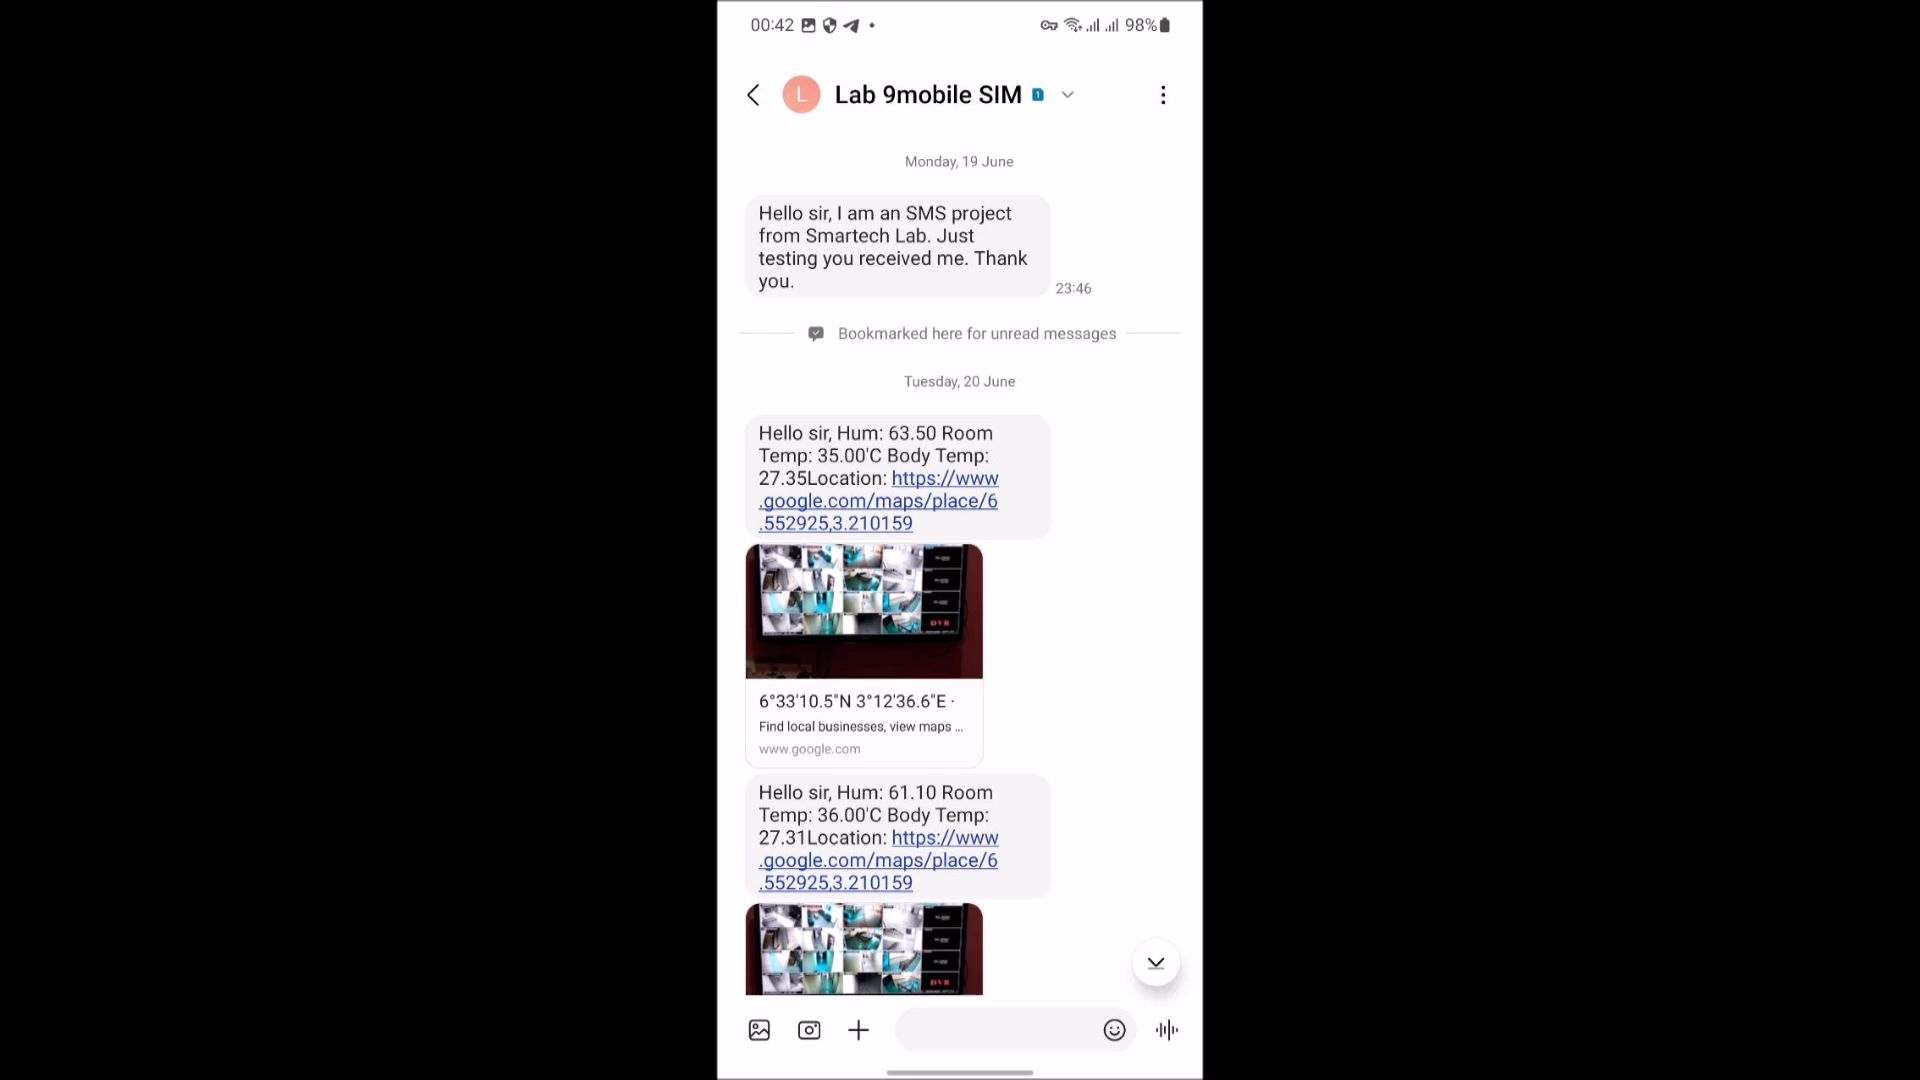 00:42
98%
L
Lab 9mobile SIM
1
Monday, 19 June
Hello sir, I am an SMS project
from Smartech Lab. Just
testing you received me. Thank
you.
23:46
Bookmarked here for unread messages
Tuesday, 20 June
Hello sir, Hum: 63.50 Room
Temp: 35.00'C Body Temp:
27.35Location: https://www
.google.com/maps/place/6
.552925,3.210159
DVR
6°33'10.5"N 3°12'36.6"E ·
Find local businesses, view maps ...
www.google.com
Hello sir, Hum: 61.10 Room
Temp: 36.00'C Body Temp:
27.31Location: https://www
.google.com/maps/place/6
.552925,3.210159
DVR